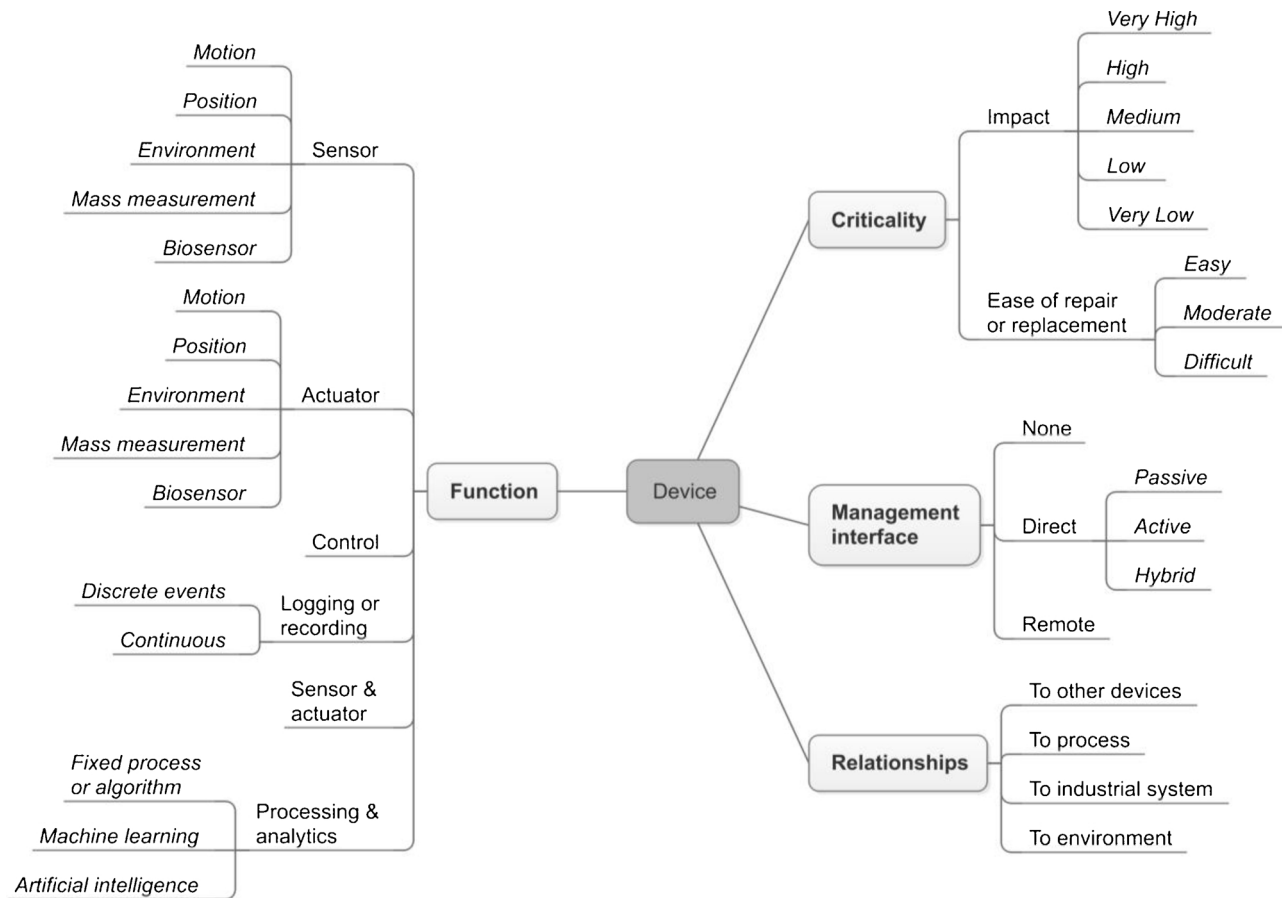 Motion
Position
Environment
Mass measurement
Biosensor
Sensor
Motion
Position
Environment
Mass measurement
Biosensor
Actuator
Control
Discrete events
Continuous
Logging or
recording
Sensor &
actuator
Fixed process
or algorithm
Machine learning
Artificial intelligence
Processing &
analytics
Function
Device
Criticality
Impact
Very High
High
Medium
Low
Very Low
Ease of repair
or replacement
Easy
Moderate
Difficult
Management
interface
None
Direct
Passive
Active
Hybrid
Remote
Relationships
To other devices
To process
To industrial system
To environment